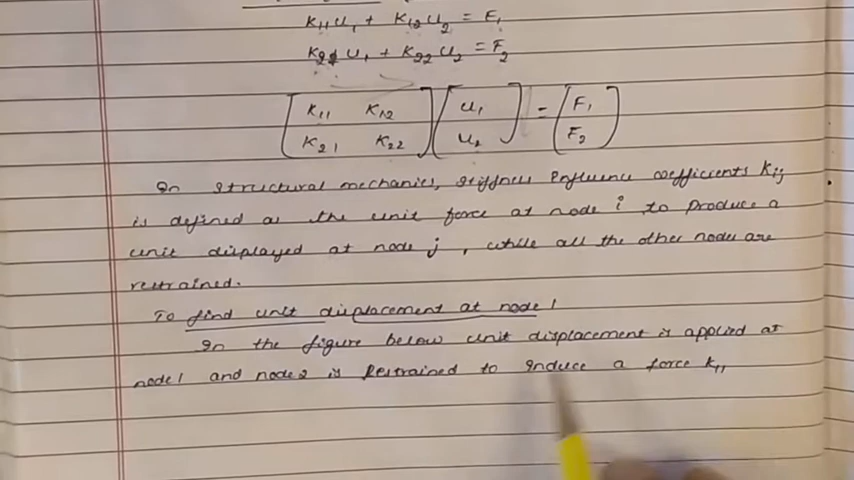 K11 U1 + K12 U2 = F1
K21 U1 + K22 U2 = F2
[K11 K12] [U1] = [F1]
[K21 K22] [U2] [F2]
In structural mechanics, stiffness Influence coefficients Kij
is defined as the unit force at node i to produce a
unit displayed at node j, while all the other nodes are
restrained.
To find unit displacement at node 1
In the figure below unit displacement is applied at
node 1 and node 2 is Restrained to induce a force K11